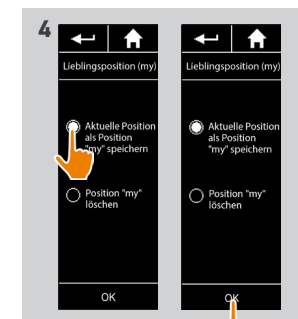 4
Lieblingsposition (my)
Aktuelle Position
als Position
"my" speichern
Position "my"
löschen
OK
Lieblingsposition (my)
Aktuelle Position
als Position
"my" speichern
Position "my"
löschen
OK